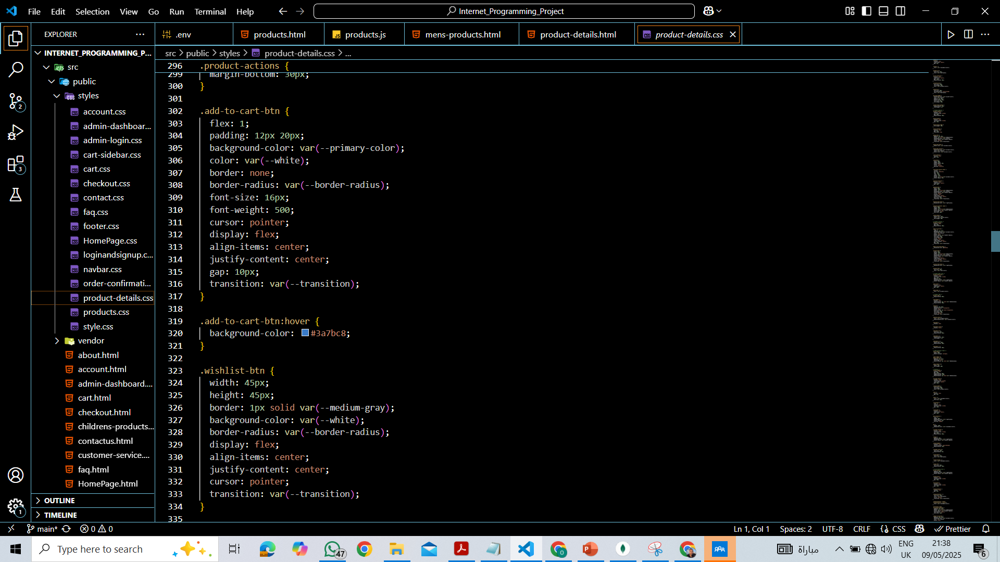 File Edit Selection View Go Run Terminal Help
Internet_Programming_Project
EXPLORER
.env
products.html
products.js
mens-products.html
product-details.html
product-details.css
INTERNET_PROGRAMMING_P...
src
public
styles
account.css
admin-dashboar...
admin-login.css
cart-sidebar.css
cart.css
checkout.css
contact.css
faq.css
footer.css
HomePage.css
loginandsignup.c...
navbar.css
order-confirmati...
product-details.css
products.css
style.css
vendor
about.html
account.html
admin-dashboard....
cart.html
checkout.html
childrens-products...
contactus.html
customer-service....
faq.html
HomePage.html
OUTLINE
TIMELINE
2
3
1
src > public > styles > product-details.css > ...
296 .product-actions {
299 margin-bottom: 30px;
300 }
301
302 .add-to-cart-btn {
303 flex: 1;
304 padding: 12px 20px;
305 background-color: var(--primary-color);
306 color: var(--white);
307 border: none;
308 border-radius: var(--border-radius);
309 font-size: 16px;
310 font-weight: 500;
311 cursor: pointer;
312 display: flex;
313 align-items: center;
314 justify-content: center;
315 gap: 10px;
316 transition: var(--transition);
317 }
318
319 .add-to-cart-btn:hover {
320 background-color: #3a7bc8;
321 }
322
323 .wishlist-btn {
324 width: 45px;
325 height: 45px;
326 border: 1px solid var(--medium-gray);
327 background-color: var(--white);
328 border-radius: var(--border-radius);
329 display: flex;
330 align-items: center;
331 justify-content: center;
332 cursor: pointer;
333 transition: var(--transition);
334 }
335
main* 0 0
Ln 1, Col 1 Spaces: 2 UTF-8 CRLF CSS Prettier
Type here to search
47
مباراة
ENG
UK
21:38
09/05/2025
6